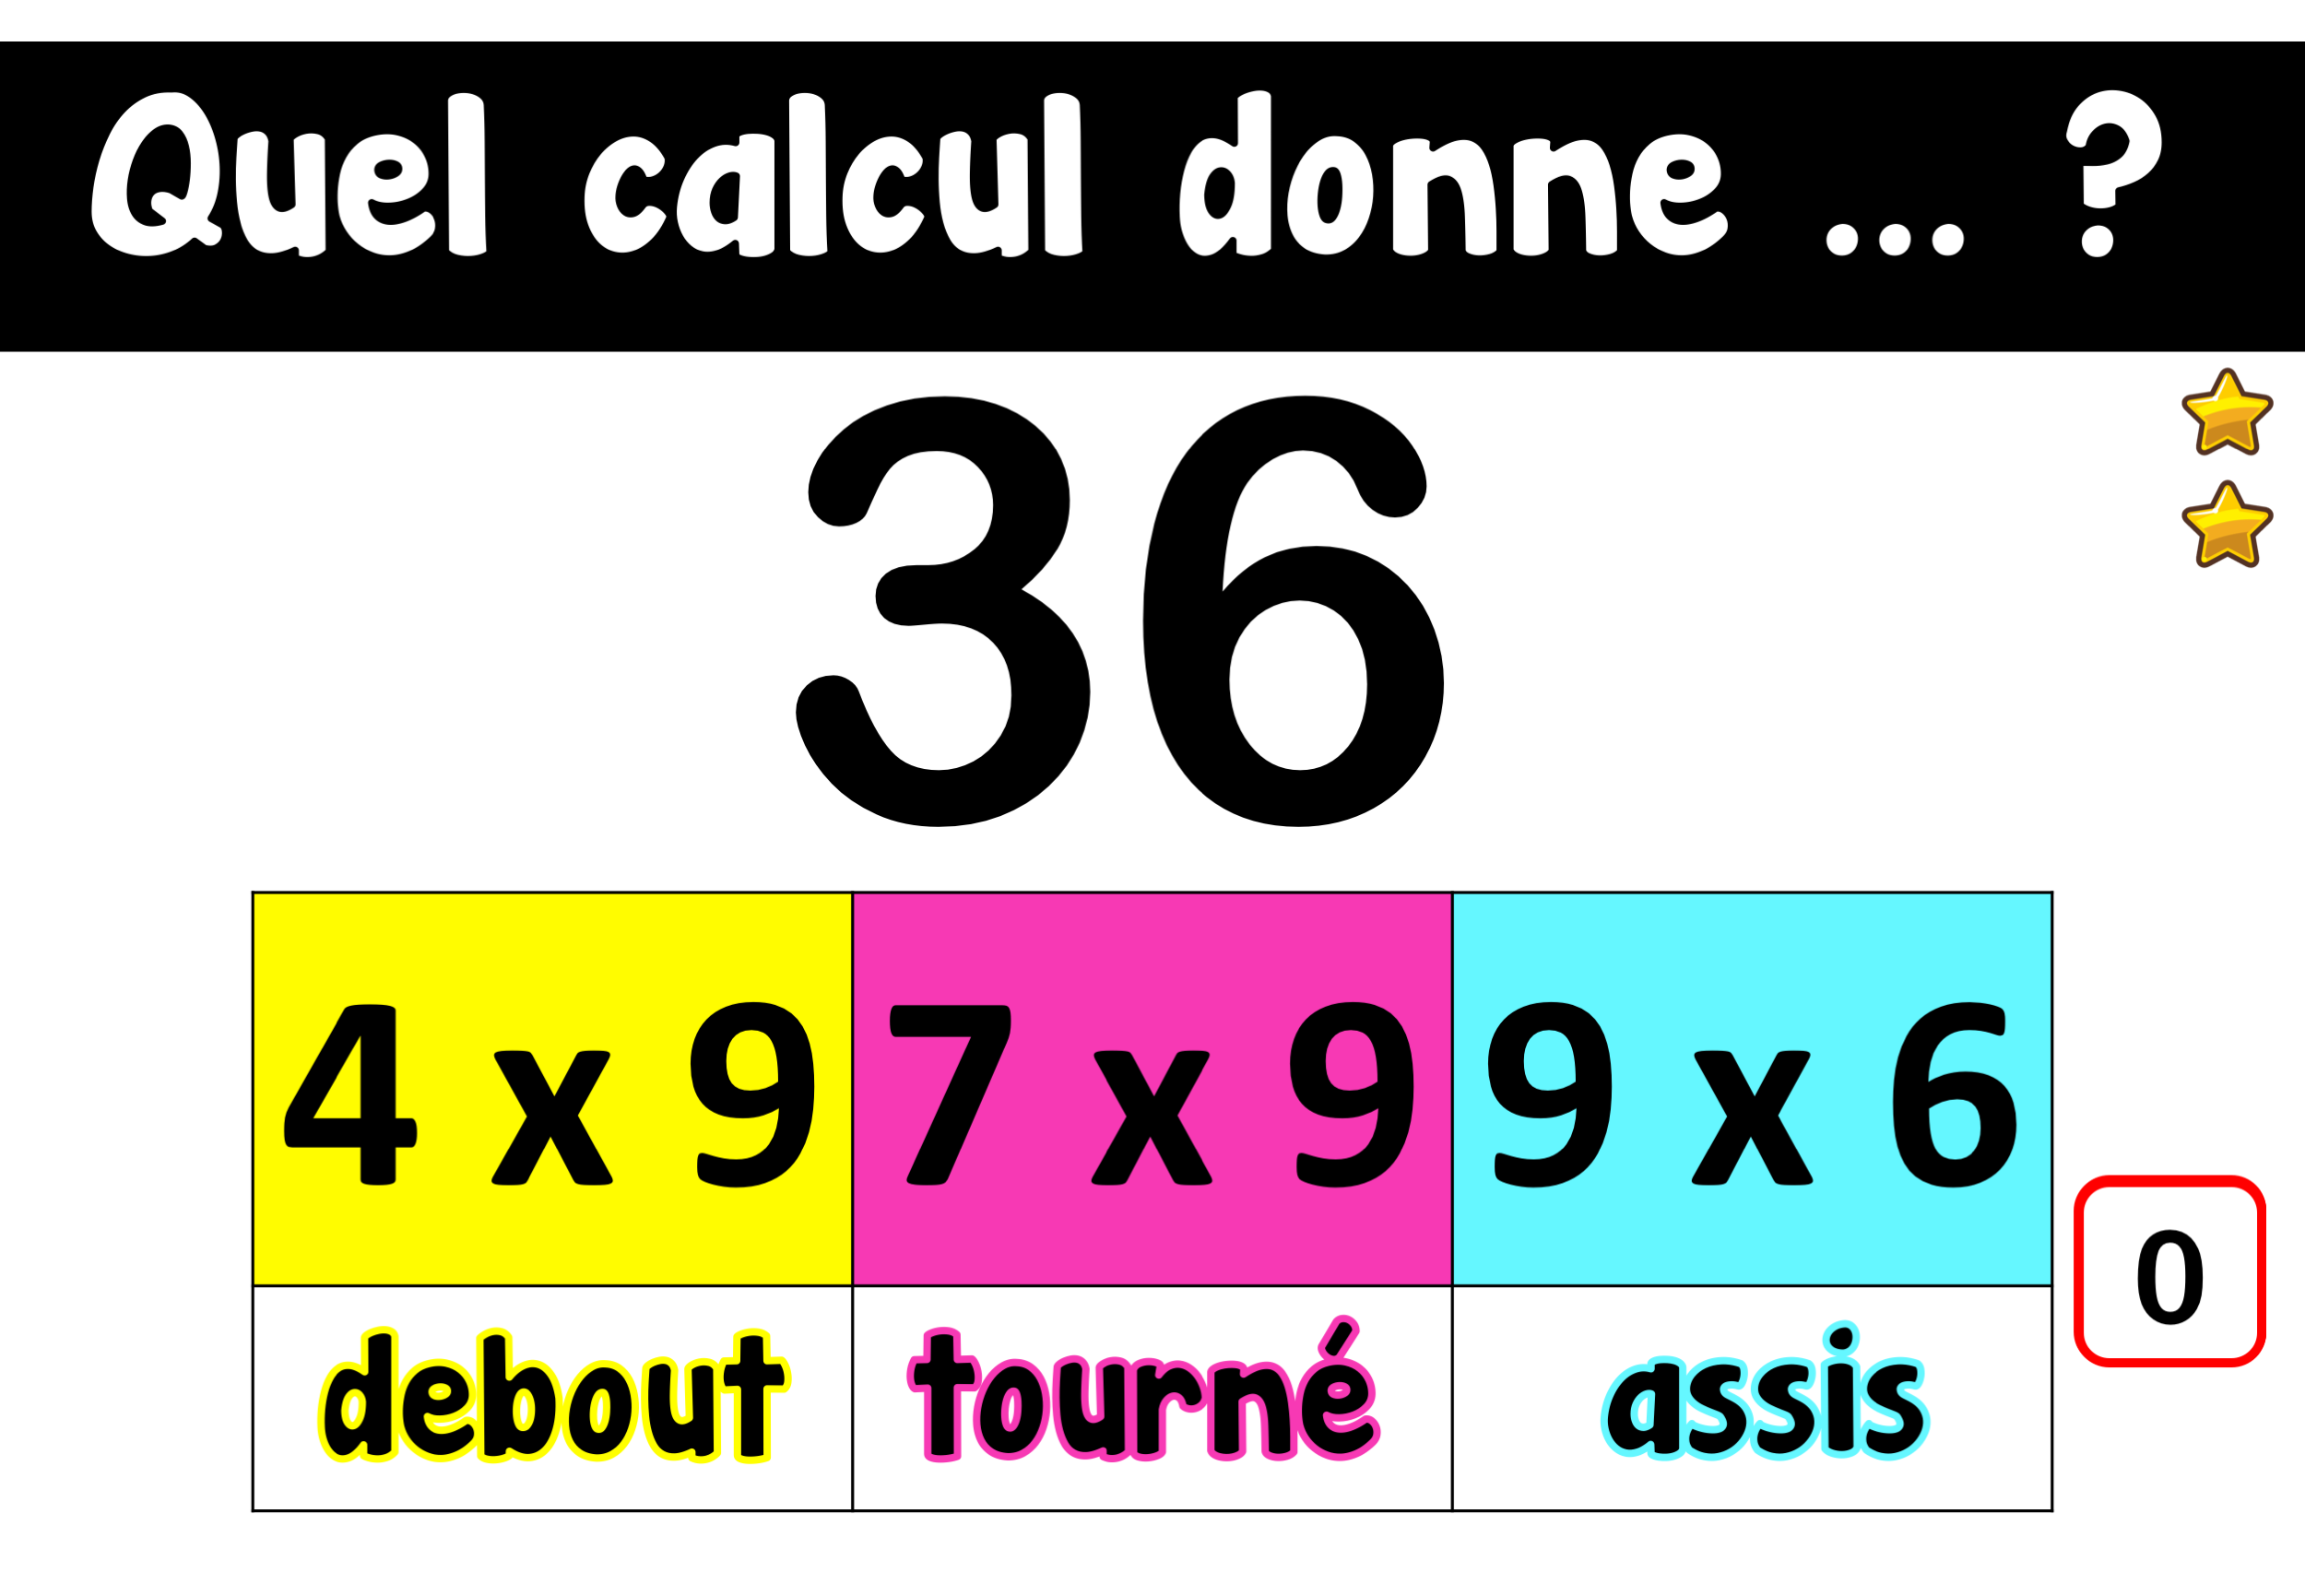 Quel calcul donne ... ?
36
4 x 9 7 x 9 9 x 6
0
debout tourné assis